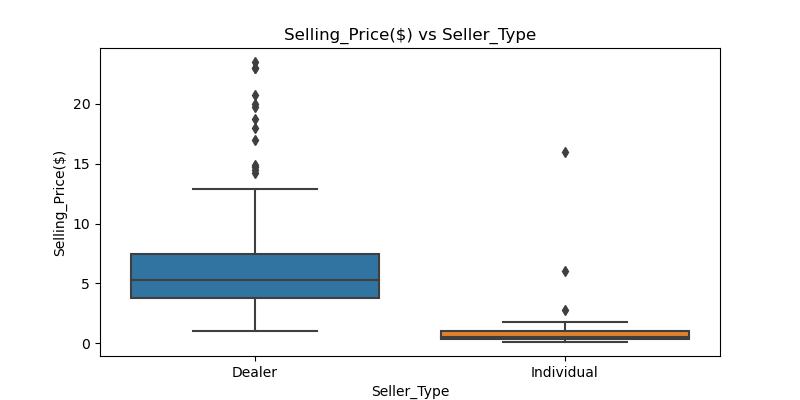 Selling_Price($) vs Seller_Type
Selling_Price($)
20
15
10
5
0
Dealer
Individual
Seller_Type